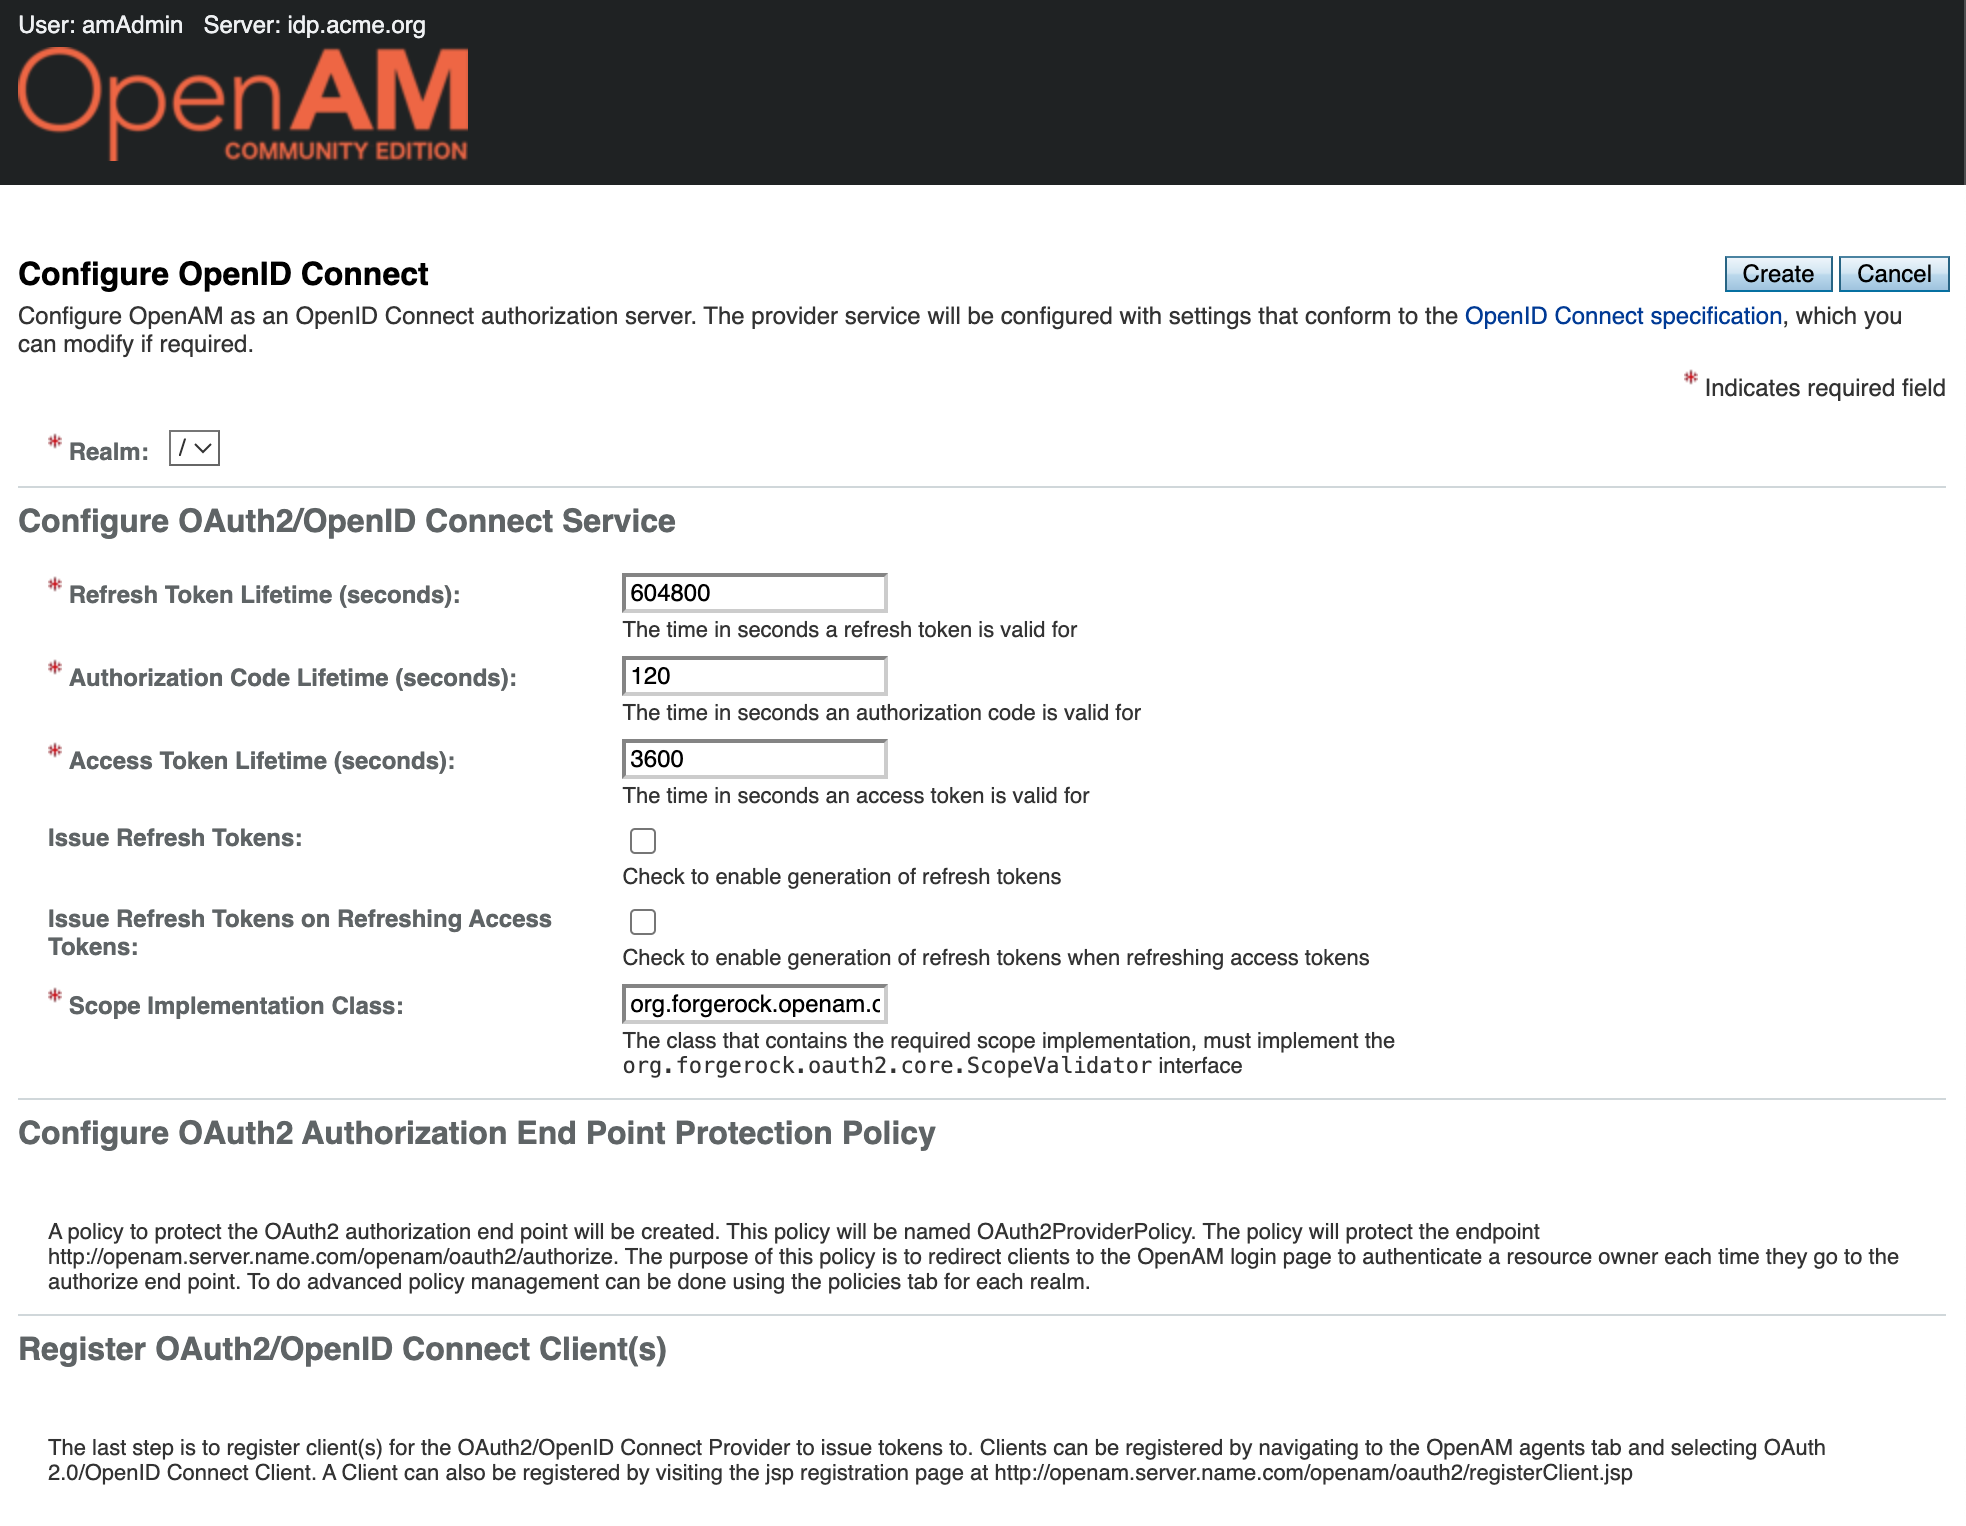 User: amAdmin   Server: idp.acme.org
OpenAM
COMMUNITY EDITION
Configure OpenID Connect
Create
Cancel
Configure OpenAM as an OpenID Connect authorization server. The provider service will be configured with settings that conform to the OpenID Connect specification, which you
can modify if required.
* Indicates required field
* Realm: /
Configure OAuth2/OpenID Connect Service
* Refresh Token Lifetime (seconds): 604800
The time in seconds a refresh token is valid for
* Authorization Code Lifetime (seconds): 120
The time in seconds an authorization code is valid for
* Access Token Lifetime (seconds): 3600
The time in seconds an access token is valid for
Issue Refresh Tokens:
Check to enable generation of refresh tokens
Issue Refresh Tokens on Refreshing Access
Tokens:
Check to enable generation of refresh tokens when refreshing access tokens
* Scope Implementation Class: org.forgerock.openam.c
The class that contains the required scope implementation, must implement the
org.forgerock.oauth2.core.ScopeValidator interface
Configure OAuth2 Authorization End Point Protection Policy
A policy to protect the OAuth2 authorization end point will be created. This policy will be named OAuth2ProviderPolicy. The policy will protect the endpoint
http://openam.server.name.com/openam/oauth2/authorize. The purpose of this policy is to redirect clients to the OpenAM login page to authenticate a resource owner each time they go to the
authorize end point. To do advanced policy management can be done using the policies tab for each realm.
Register OAuth2/OpenID Connect Client(s)
The last step is to register client(s) for the OAuth2/OpenID Connect Provider to issue tokens to. Clients can be registered by navigating to the OpenAM agents tab and selecting OAuth
2.0/OpenID Connect Client. A Client can also be registered by visiting the jsp registration page at http://openam.server.name.com/openam/oauth2/registerClient.jsp